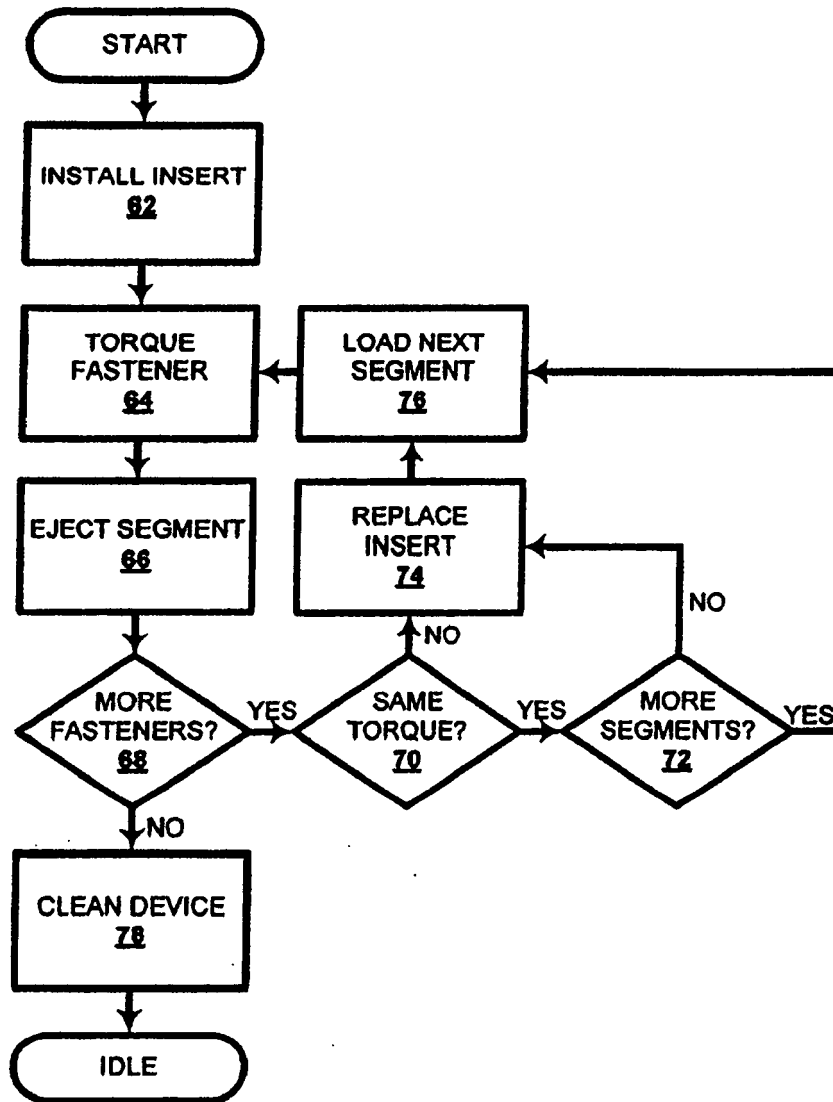 START
INSTALL INSERT
62
TORQUE
FASTENER
64
LOAD NEXT
SEGMENT
76
EJECT SEGMENT
66
REPLACE
INSERT
74
NO
NO
MORE
FASTENERS?
68
YES
SAME
TORQUE?
70
YES
MORE
SEGMENTS?
72
YES
NO
CLEAN DEVICE
78
IDLE